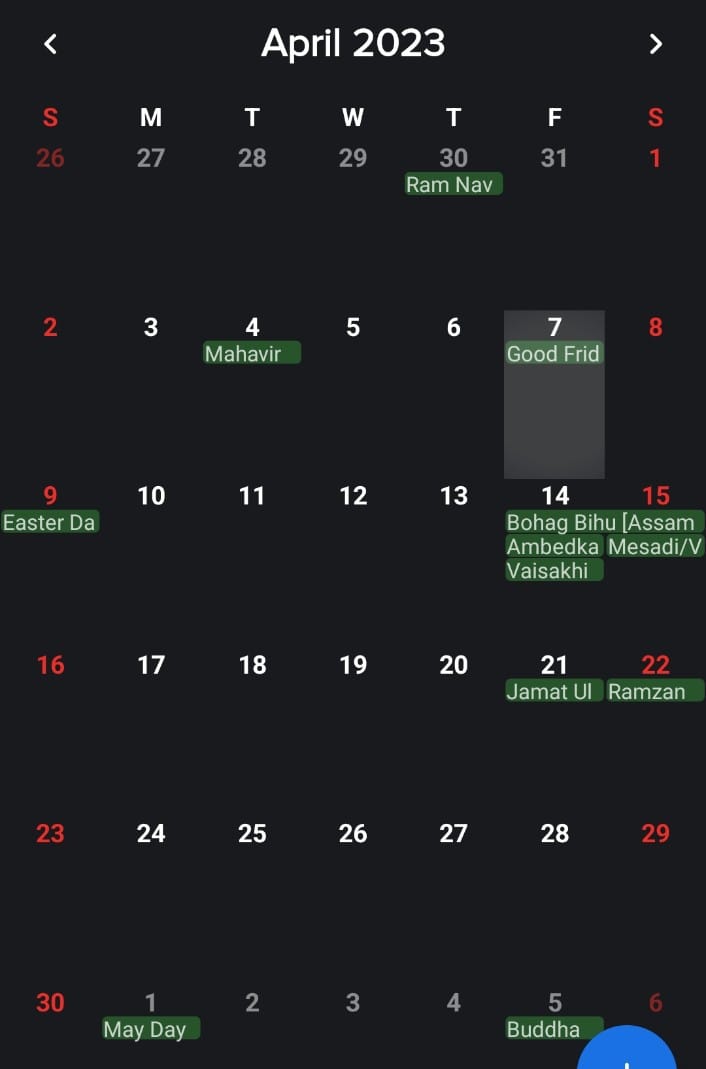 April 2023
S M T W T F S
26 27 28 29 30 31 1
Ram Nav
2 3 4 5 6 7 8
Mahavir Good Frid
9 10 11 12 13 14 15
Easter Da Bohag Bihu [Assam
Ambedka Mesadi/V
Vaisakhi
16 17 18 19 20 21 22
Jamat Ul Ramzan
23 24 25 26 27 28 29
30 1 2 3 4 5 6
May Day Buddha